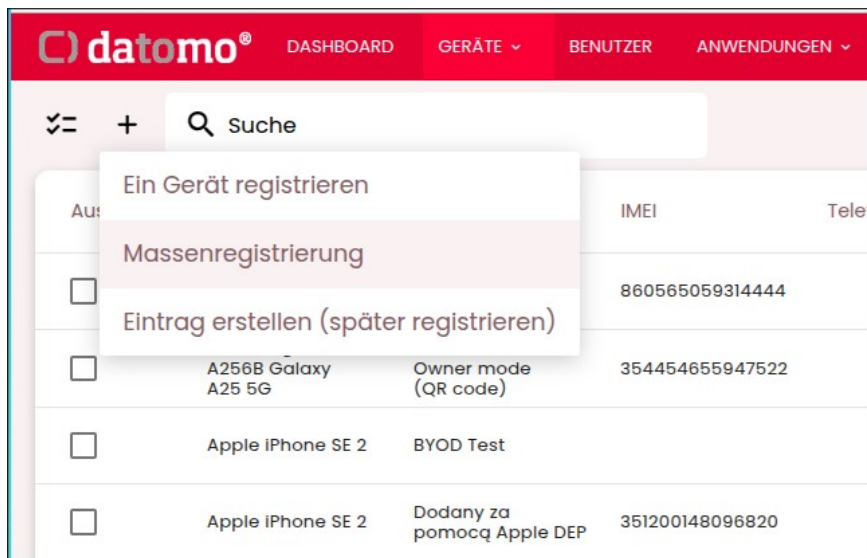 datomo®
DASHBOARD
GERÄTE
BENUTZER
ANWENDUNGEN
Suche
Ein Gerät registrieren
Massenregistrierung
Eintrag erstellen (später registrieren)
IMEI
860565059314444
A256B Galaxy
A25 5G
Owner mode
(QR code)
354454655947522
Apple iPhone SE 2
BYOD Test
Apple iPhone SE 2
Dodany za
pomocą Apple DEP
351200148096820